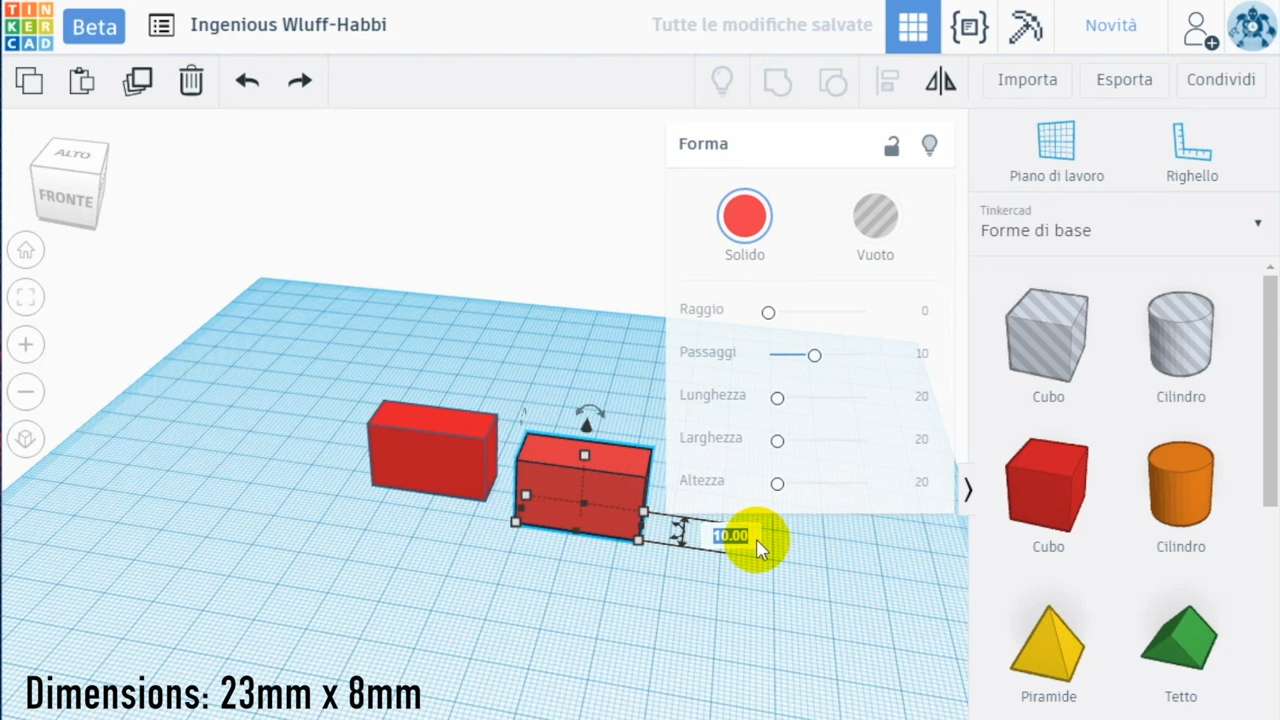 TIN
KER
CAD
Beta
Ingenious Wluff-Habbi
Tutte le modifiche salvate
Novità
Importa
Esporta
Condividi
ALTO
FRONTE
Forma
Solido
Vuoto
Raggio 0
Passaggi 10
Lunghezza 20
Larghezza 20
Altezza 20
10.00
Piano di lavoro
Righello
Tinkercad
Forme di base
Cubo
Cilindro
Cubo
Cilindro
Piramide
Tetto
Dimensions: 23mm x 8mm